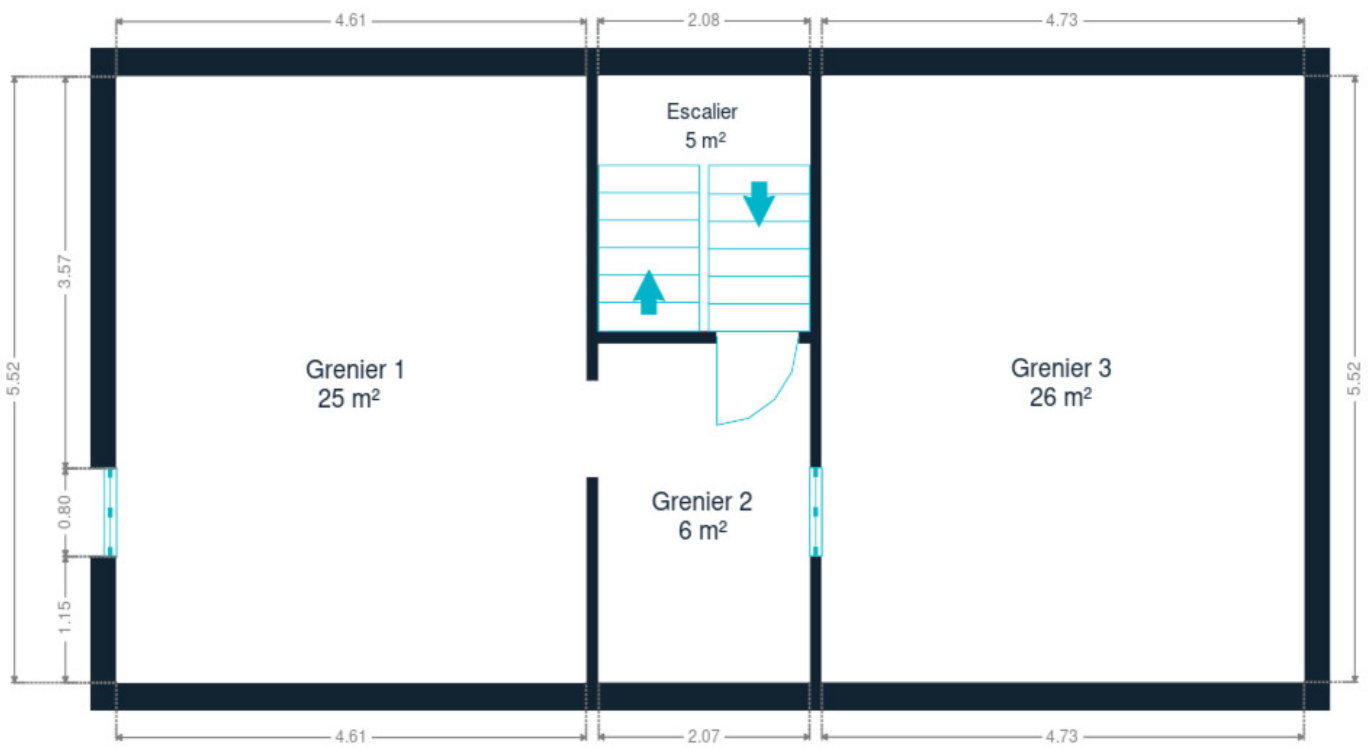 4.61
2.08
4.73
Escalier
5 m²
3.57
5.52
Grenier 1
25 m²
Grenier 3
26 m²
5.52
0.80
Grenier 2
6 m²
1.15
4.61
2.07
4.73